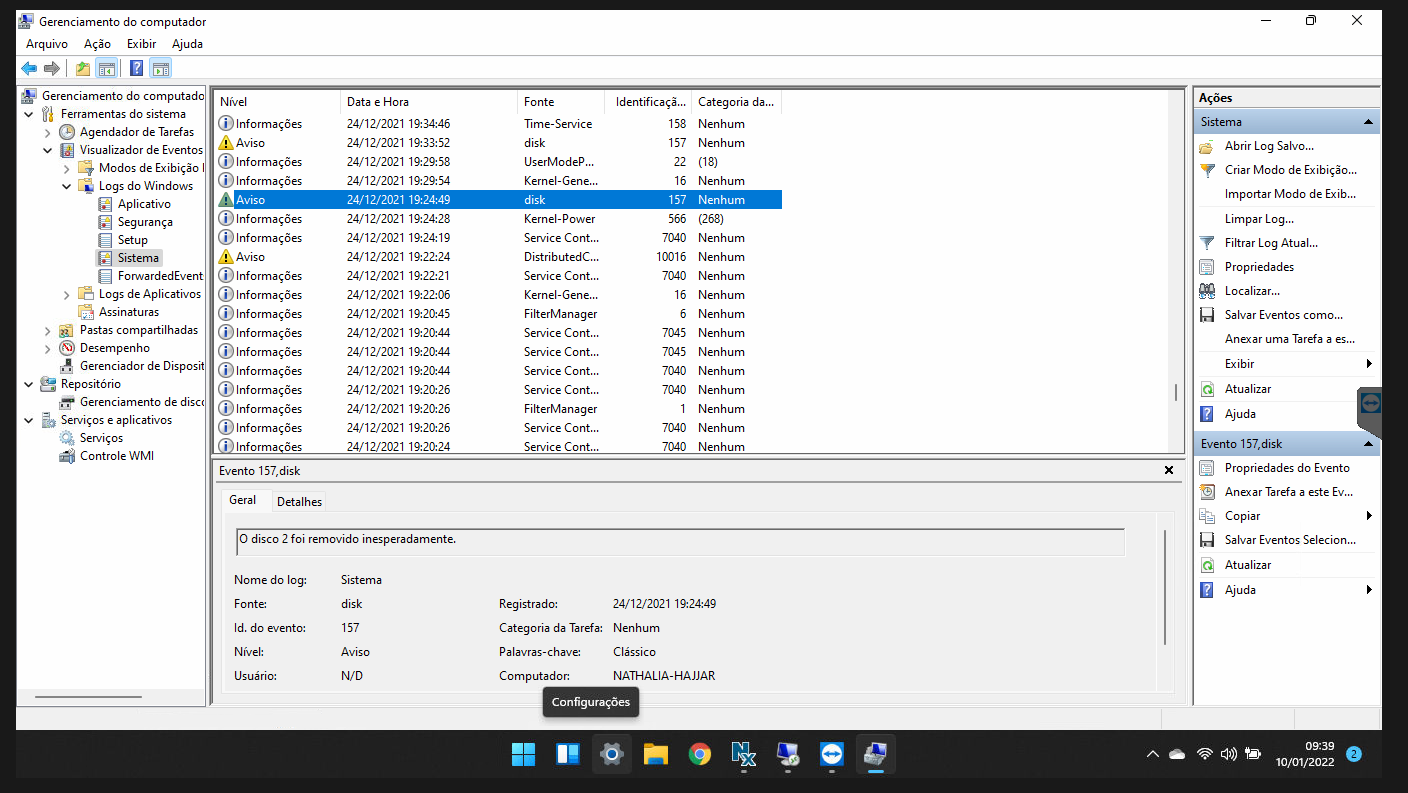 Gerenciamento do computador
Arquivo Ação Exibir Ajuda
Gerenciamento do computado
Ferramentas do sistema
Agendador de Tarefas
Visualizador de Eventos
Modos de Exibição
Logs do Windows
Aplicativo
Segurança
Setup
Sistema
ForwardedEvent
Logs de Aplicativos
Assinaturas
Pastas compartilhadas
Desempenho
Gerenciador de Disposit
Repositório
Gerenciamento de disco
Serviços e aplicativos
Serviços
Controle WMI
Nível Data e Hora Fonte Identificaçã... Categoria da...
Informações 24/12/2021 19:34:46 Time-Service 158 Nenhum
Aviso 24/12/2021 19:33:52 disk 157 Nenhum
Informações 24/12/2021 19:29:58 UserModeP... 22 (18)
Informações 24/12/2021 19:29:54 Kernel-Gene... 16 Nenhum
Aviso 24/12/2021 19:24:49 disk 157 Nenhum
Informações 24/12/2021 19:24:28 Kernel-Power 566 (268)
Informações 24/12/2021 19:24:19 Service Cont... 7040 Nenhum
Aviso 24/12/2021 19:22:24 DistributedC... 10016 Nenhum
Informações 24/12/2021 19:22:21 Service Cont... 7040 Nenhum
Informações 24/12/2021 19:22:06 Kernel-Gene... 16 Nenhum
Informações 24/12/2021 19:20:45 FilterManager 6 Nenhum
Informações 24/12/2021 19:20:44 Service Cont... 7045 Nenhum
Informações 24/12/2021 19:20:44 Service Cont... 7045 Nenhum
Informações 24/12/2021 19:20:44 Service Cont... 7040 Nenhum
Informações 24/12/2021 19:20:26 Service Cont... 7040 Nenhum
Informações 24/12/2021 19:20:26 FilterManager 1 Nenhum
Informações 24/12/2021 19:20:26 Service Cont... 7040 Nenhum
Informações 24/12/2021 19:20:24 Service Cont... 7040 Nenhum
Evento 157,disk
Geral Detalhes
O disco 2 foi removido inesperadamente.
Nome do log: Sistema
Fonte: disk Registrado: 24/12/2021 19:24:49
Id. do evento: 157 Categoria da Tarefa: Nenhum
Nível: Aviso Palavras-chave: Clássico
Usuário: N/D Computador: NATHALIA-HAJJAR
Ações
Sistema
Abrir Log Salvo...
Criar Modo de Exibição...
Importar Modo de Exib...
Limpar Log...
Filtrar Log Atual...
Propriedades
Localizar...
Salvar Eventos como...
Anexar uma Tarefa a es...
Exibir
Atualizar
Ajuda
Evento 157,disk
Propriedades do Evento
Anexar Tarefa a este Ev...
Copiar
Salvar Eventos Selecion...
Atualizar
Ajuda
Configurações
09:39
10/01/2022
2